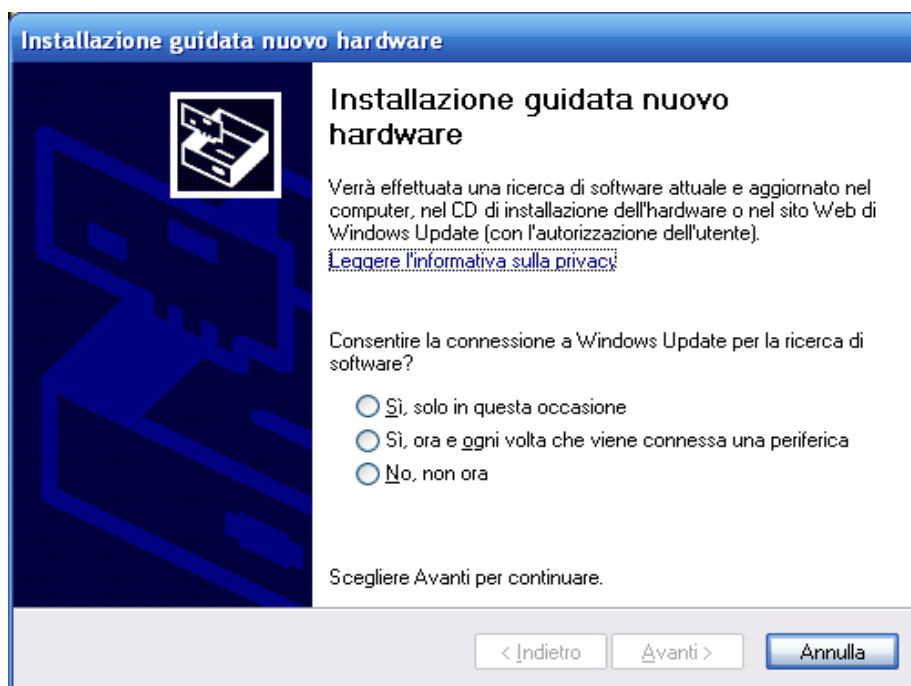 Installazione guidata nuovo hardware
Installazione guidata nuovo
hardware
Verrà effettuata una ricerca di software attuale e aggiornato nel
computer, nel CD di installazione dell'hardware o nel sito Web di
Windows Update (con l'autorizzazione dell'utente).
Leggere l'informativa sulla privacy
Consentire la connessione a Windows Update per la ricerca di
software?
Sì, solo in questa occasione
Sì, ora e ogni volta che viene connessa una periferica
No, non ora
Scegliere Avanti per continuare.
< Indietro
Avanti >
Annulla